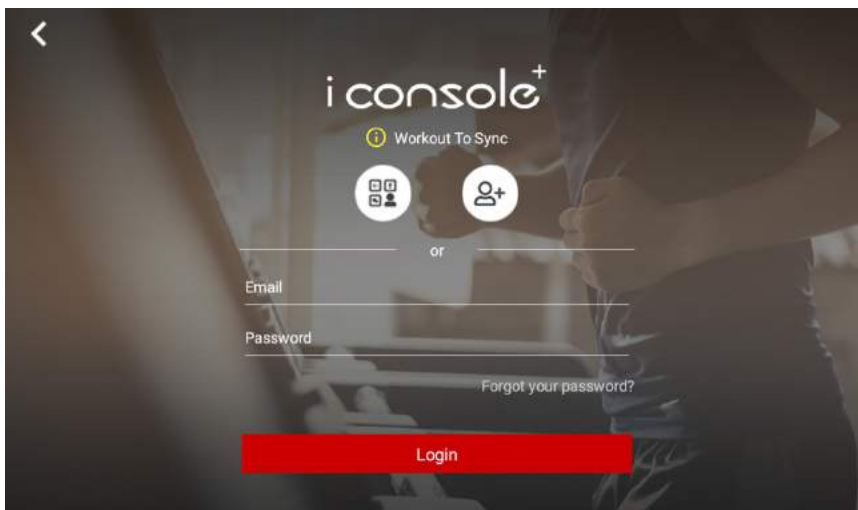 i console+
Workout To Sync
or
Email
Password
Forgot your password?
Login